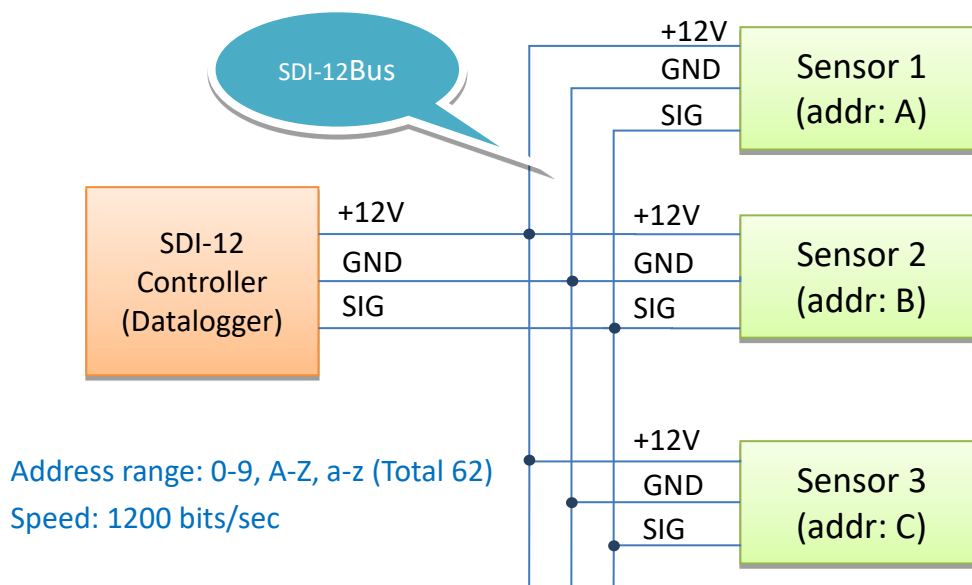 SDI-12Bus
+12V
GND
SIG
Sensor 1
(addr: A)
SDI-12
Controller
(Datalogger)
+12V
GND
SIG
+12V
GND
SIG
Sensor 2
(addr: B)
Address range: 0-9, A-Z, a-z (Total 62)
Speed: 1200 bits/sec
+12V
GND
SIG
Sensor 3
(addr: C)